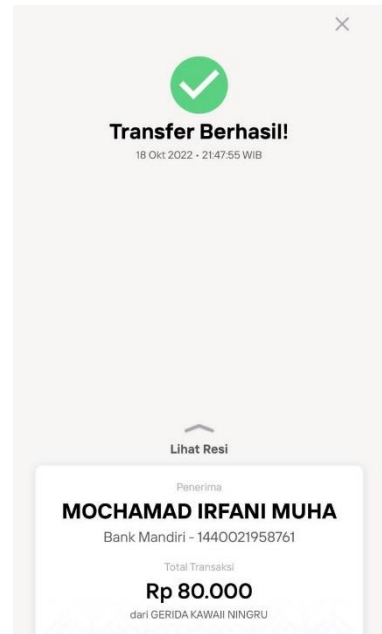 Transfer Berhasil!
18 Okt 2022 • 21:47:55 WIB
Lihat Resi
Penerima
MOCHAMAD IRFANI MUHA
Bank Mandiri - 1440021958761
Total Transaksi
Rp 80.000
dari GERIDA KAWAII NINGRU